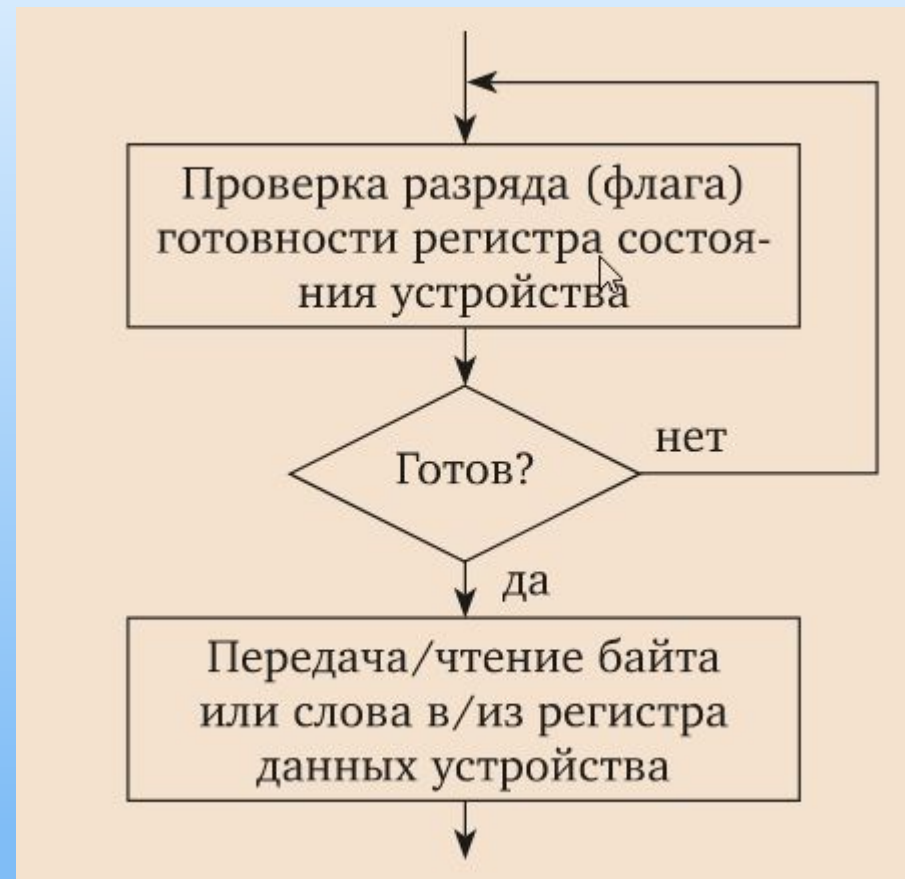 Проверка разряда (флага)
готовности регистра состоя-
ния устройства
Готов?
нет
да
Передача/чтение байта
или слова в/из регистра
данных устройства